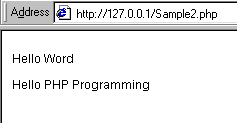 Address http://127.0.0.1/Sample2.php
Hello Word
Hello PHP Programming